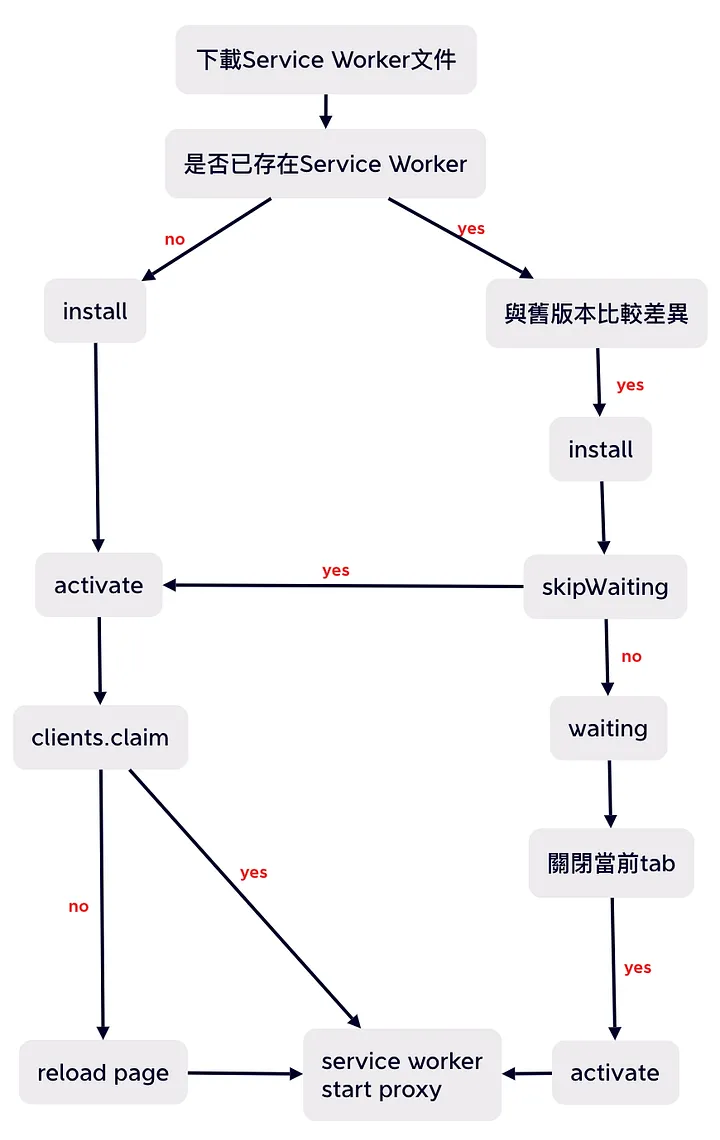 下載Service Worker文件
是否已存在Service Worker
no
yes
install
與舊版本比較差異
yes
install
activate
yes
skipWaiting
no
clients.claim
waiting
關閉當前tab
yes
no
yes
reload page
service worker
start proxy
activate